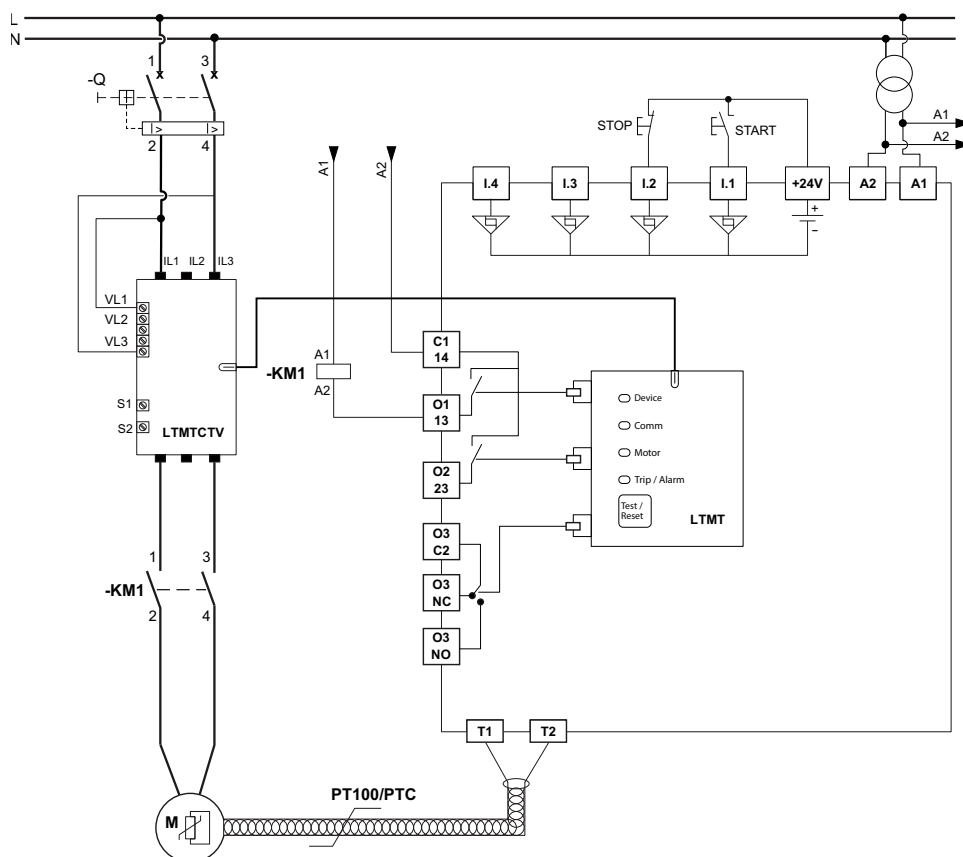 L
N
1
3
-Q
I>
I>
2
4
A1
A2
STOP
START
A1
A2
I.4
I.3
I.2
I.1
+24V
A2
A1
+
−
IL1
IL2
IL3
VL1
VL2
VL3
S1
S2
LTMTCTV
-KM1
A1
A2
C1
14
O1
13
O2
23
O3
C2
O3
NC
O3
NO
Device
Comm
Motor
Trip / Alarm
Test /
Reset
LTMT
1
3
-KM1
2
4
T1
T2
PT100/PTC
M